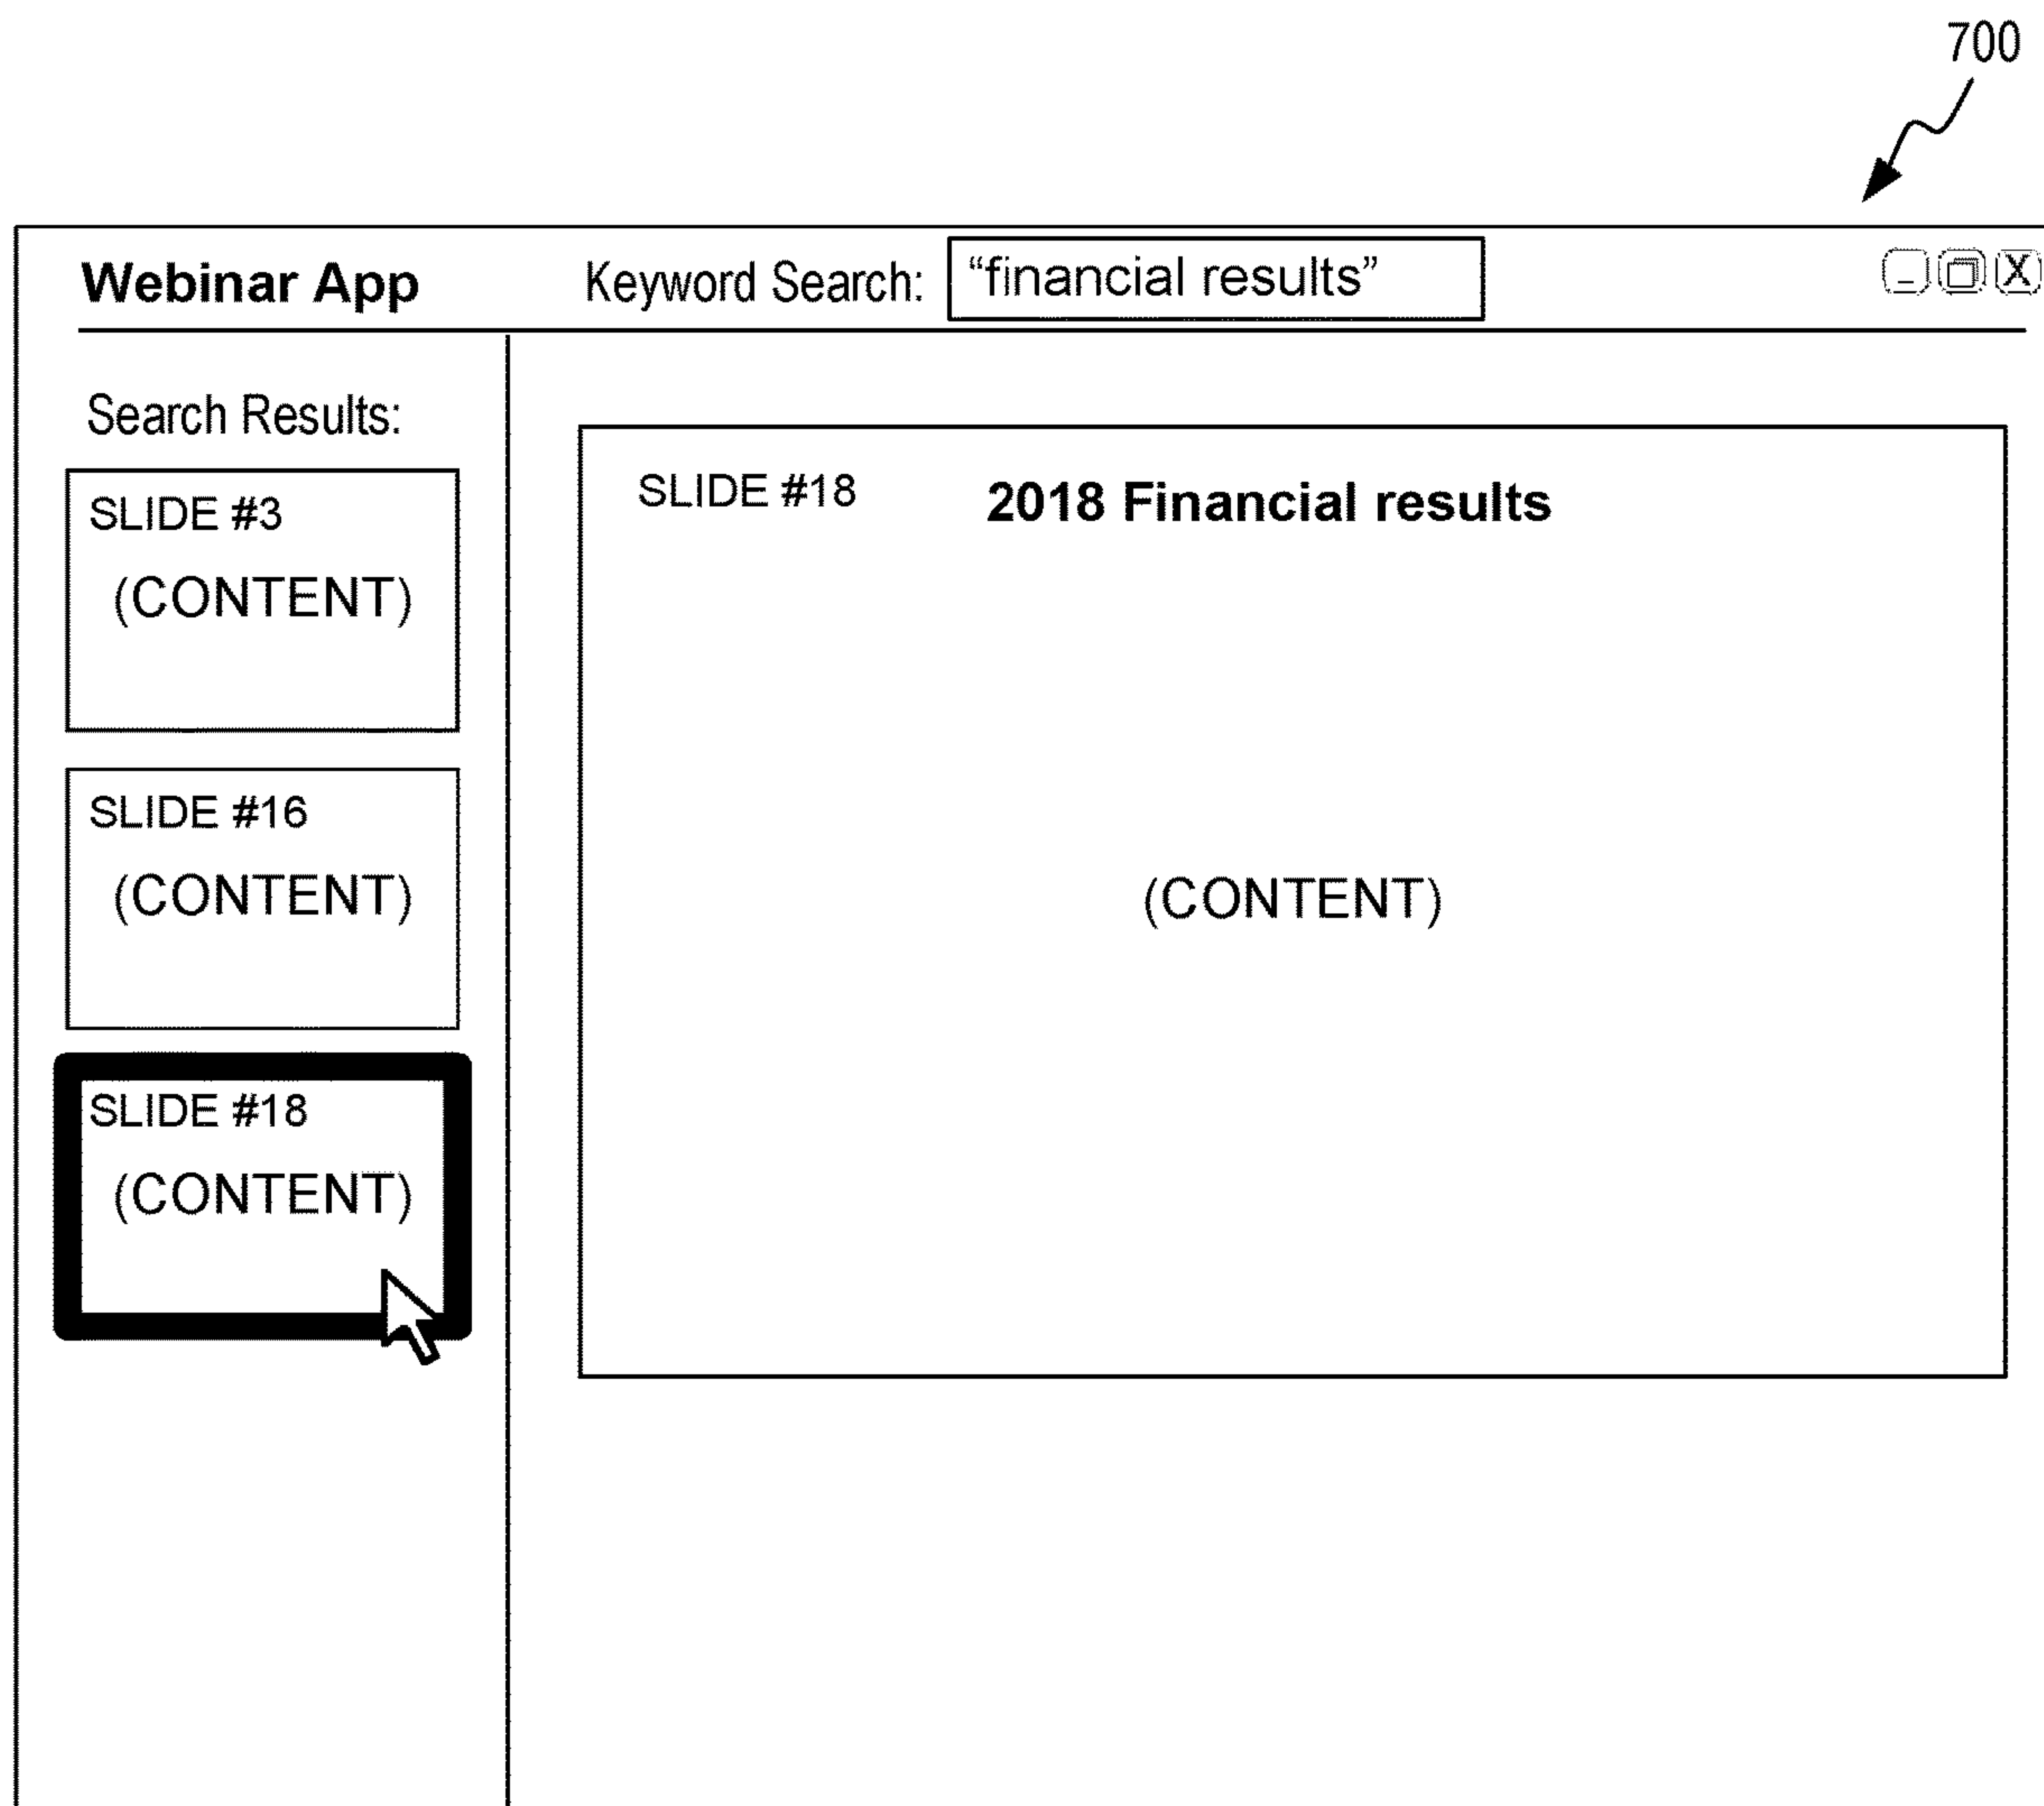 700
Webinar App Keyword Search: “financial results” - X
Search Results:
SLIDE #3
(CONTENT)
SLIDE #16
(CONTENT)
SLIDE #18
(CONTENT)
SLIDE #18 2018 Financial results
(CONTENT)